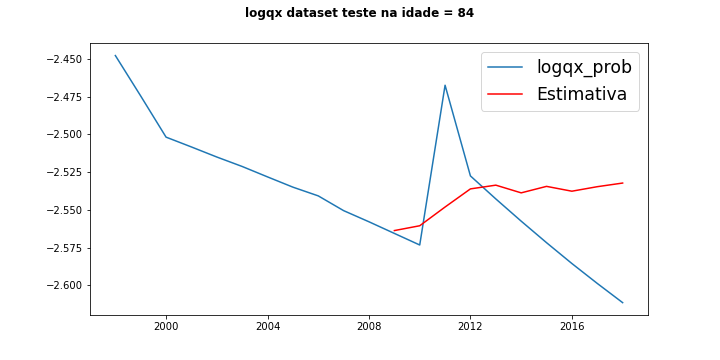 logqx dataset teste na idade = 84
logqx_prob
Estimativa
−2.450
−2.475
−2.500
−2.525
−2.550
−2.575
−2.600
2000 2004 2008 2012 2016